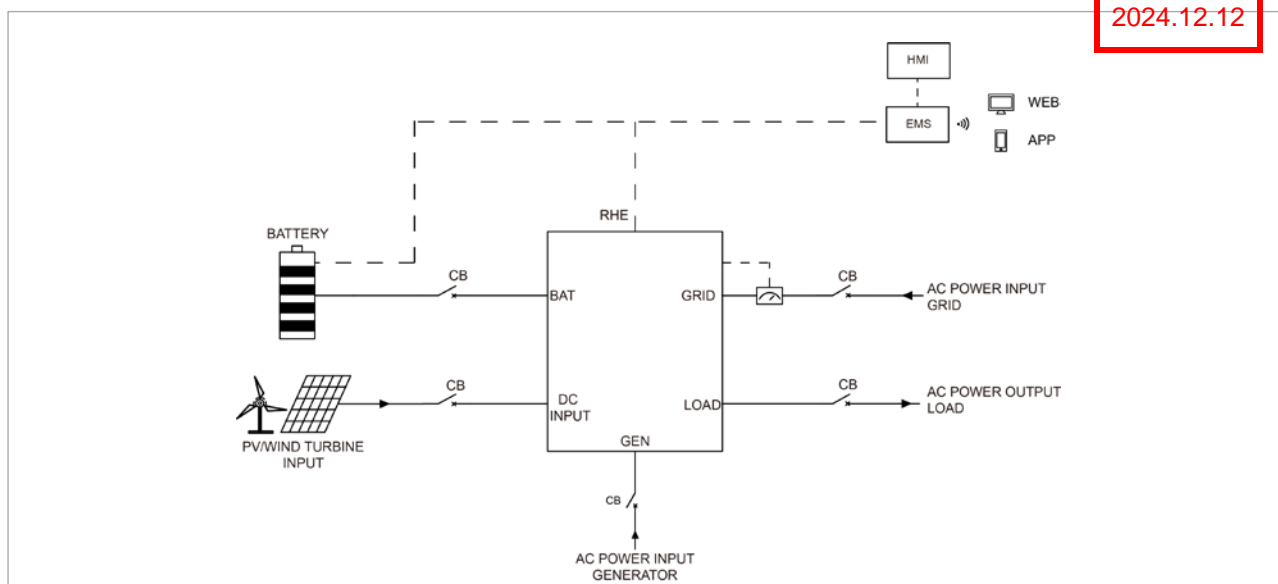 2024.12.12
HMI
WEB
EMS
APP
RHE
BATTERY
CB
CB
BAT
GRID
AC POWER INPUT
GRID
CB
CB
DC
INPUT
LOAD
AC POWER OUTPUT
LOAD
PV/WIND TURBINE
INPUT
GEN
CB
AC POWER INPUT
GENERATOR